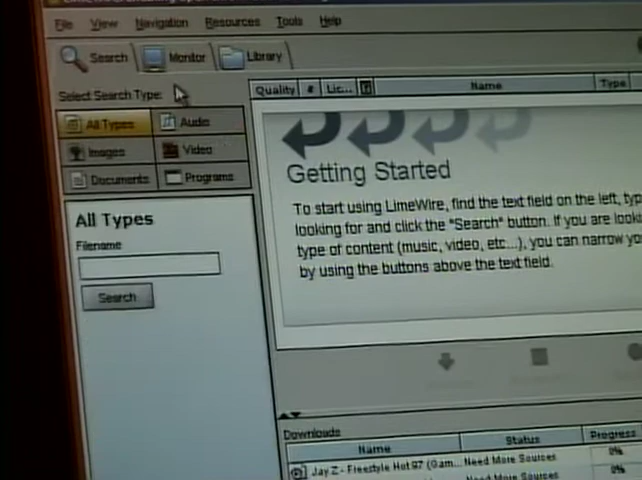 File View Navigation Resources Tools Help
Search Monitor Library
Select Search Type:
All Types Audio
Images Video
Documents Programs
All Types
Filename
Search
Quality # Lic... Name Type
Getting Started
To start using LimeWire, find the text field on the left, typ
looking for and click the "Search" button. If you are look
type of content (music, video, etc...), you can narrow yo
by using the buttons above the text field.
Downloads
Name Status Progress
Jay Z - Freestyle Hot 97 (Gam... Need More Sources 0%
Need More Sources 0%